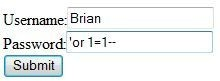 Username: Brian
Password: 'or 1=1--
Submit